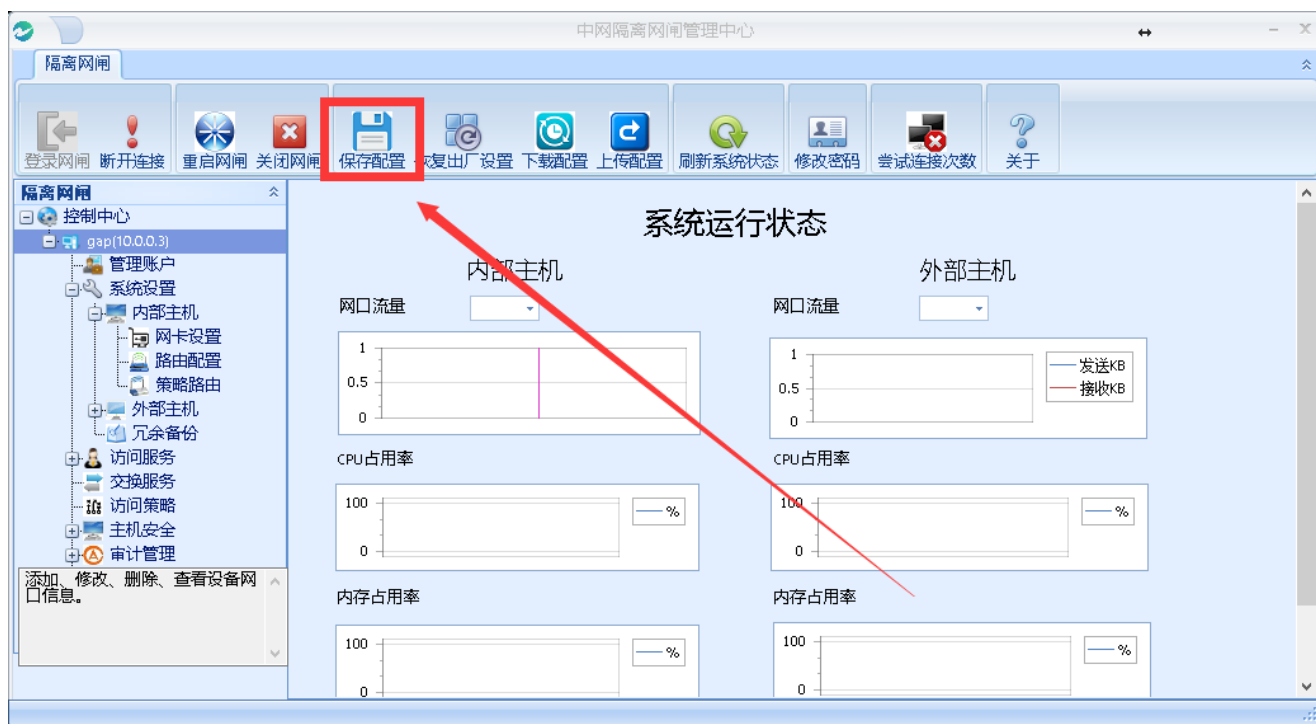 中网隔离网闸管理中心
隔离网闸
登录网闸 断开连接 重启网闸 关闭网闸 保存配置 恢复出厂设置 下载配置 上传配置 刷新系统状态 修改密码 尝试连接次数 关于
隔离网闸
控制中心
gap(10.0.0.3)
管理账户
系统设置
内部主机
网卡设置
路由配置
策略路由
外部主机
冗余备份
访问服务
交换服务
访问策略
主机安全
审计管理
添加、修改、删除、查看设备网
口信息。
系统运行状态
内部主机
网口流量
1
0.5
0
CPU占用率
100
%
0
内存占用率
100
%
0
外部主机
网口流量
1
发送KB
0.5
接收KB
0
CPU占用率
100
%
0
内存占用率
100
%
0